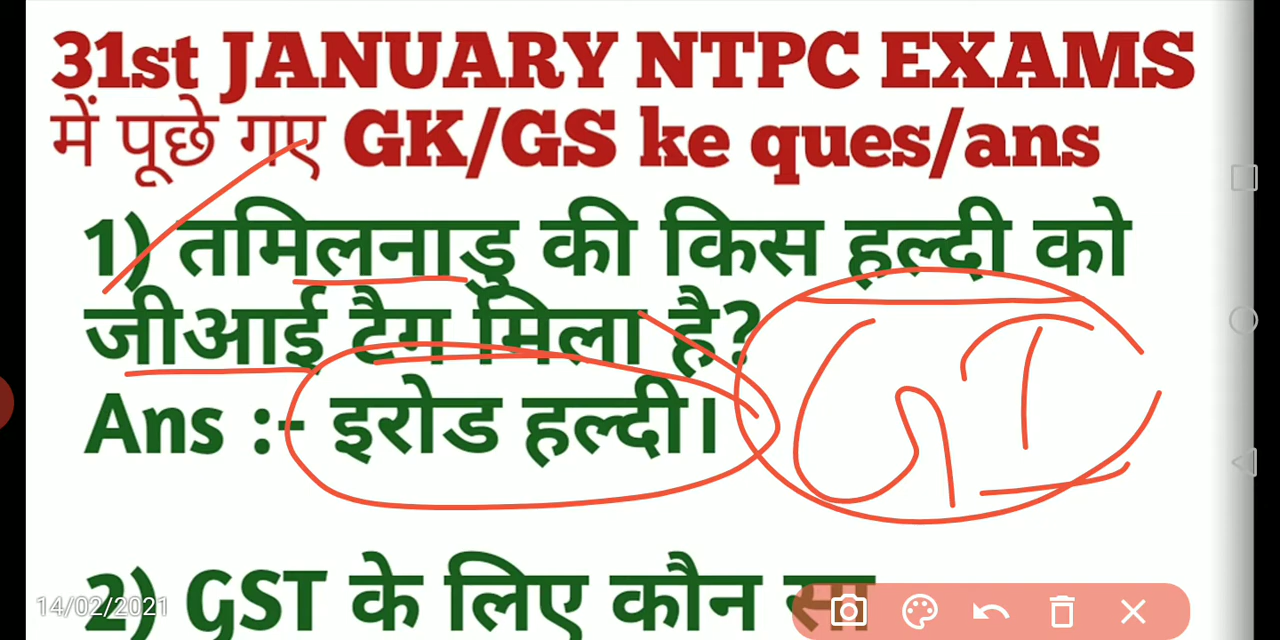 31st JANUARY NTPC EXAMS
में पूछे गए GK/GS ke ques/ans
1) तमिलनाडु की किस हल्दी को
जीआई टैग मिला है?
Ans :- इरोड हल्दी।
GI
2) GST के लिए कौन सा
14/02/2021